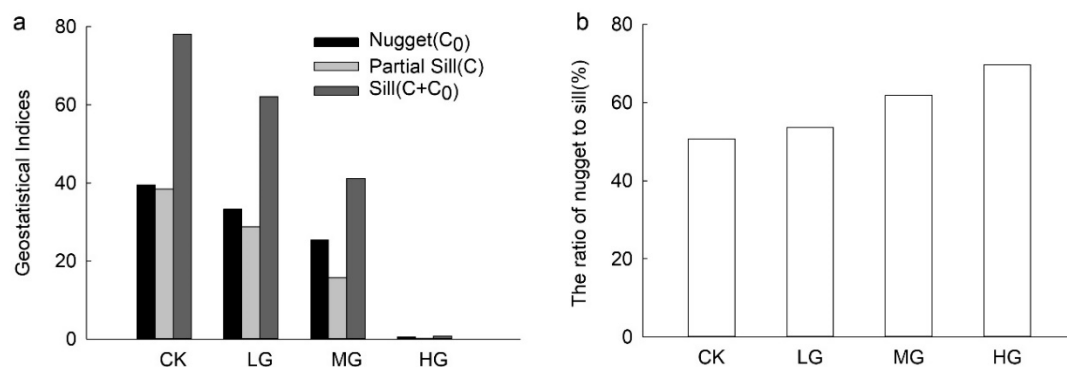 a
80
60
40
20
0
Geostatistical Indices
Nugget(C0)
Partial Sill(C)
Sill(C+C0)
CK LG MG HG
b
80
60
40
20
0
The ratio of nugget to sill(%)
CK LG MG HG